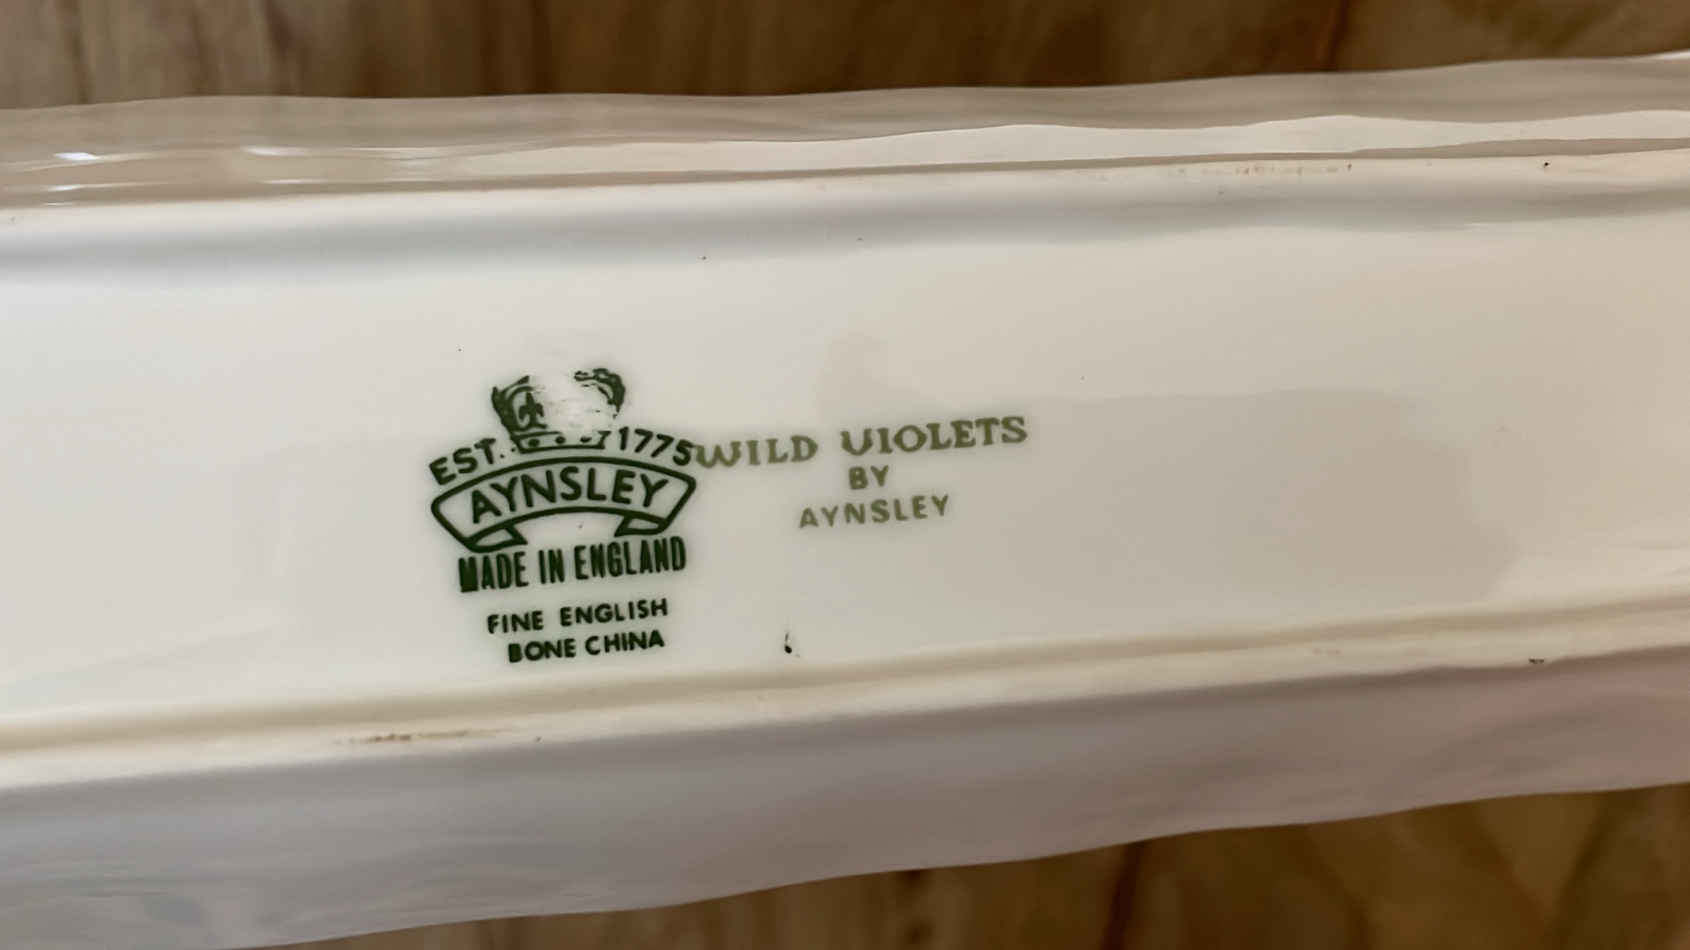 EST. 1775
AYNSLEY
MADE IN ENGLAND
FINE ENGLISH
BONE CHINA
WILD VIOLETS
BY
AYNSLEY